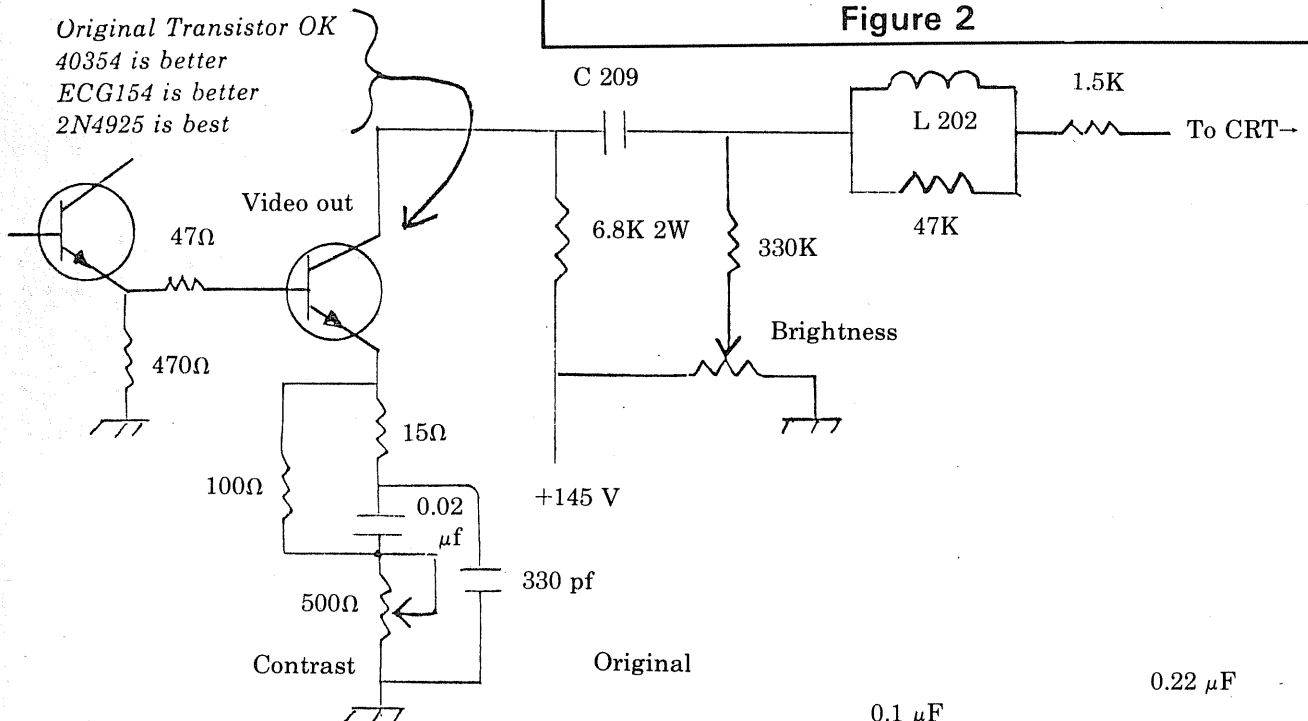 Figure 2
Original Transistor OK
40354 is better
ECG154 is better
2N4925 is best
C 209
1.5K
L 202
To CRT→
47K
Video out
47Ω
6.8K 2W
330K
470Ω
Brightness
15Ω
100Ω
0.02
μf
+145 V
330 pf
500Ω
Contrast
Original
0.22 μF
0.1 μF